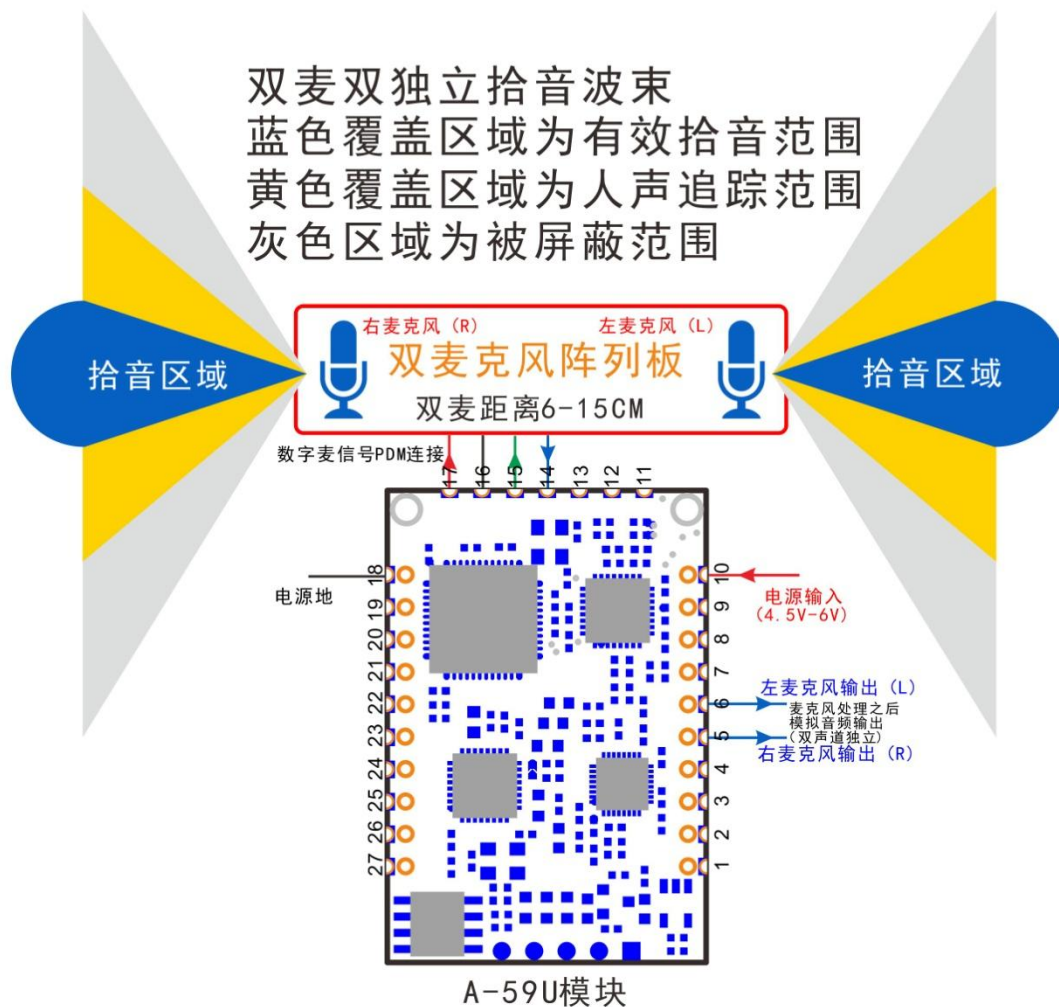 双麦双独立拾音波束
蓝色覆盖区域为有效拾音范围
黄色覆盖区域为人声追踪范围
灰色区域为被屏蔽范围
右麦克风（R）
左麦克风（L）
双麦克风阵列板
双麦距离6-15CM
拾音区域
拾音区域
数字麦信号PDM连接
17
16
15
14
13
12
11
电源地
18
19
20
21
22
23
24
25
26
27
10
9
8
7
6
5
4
3
2
1
电源输入
(4.5V-6V)
左麦克风输出（L）
麦克风处理之后
模拟音频输出
（双声道独立）
右麦克风输出（R）
A-59U模块